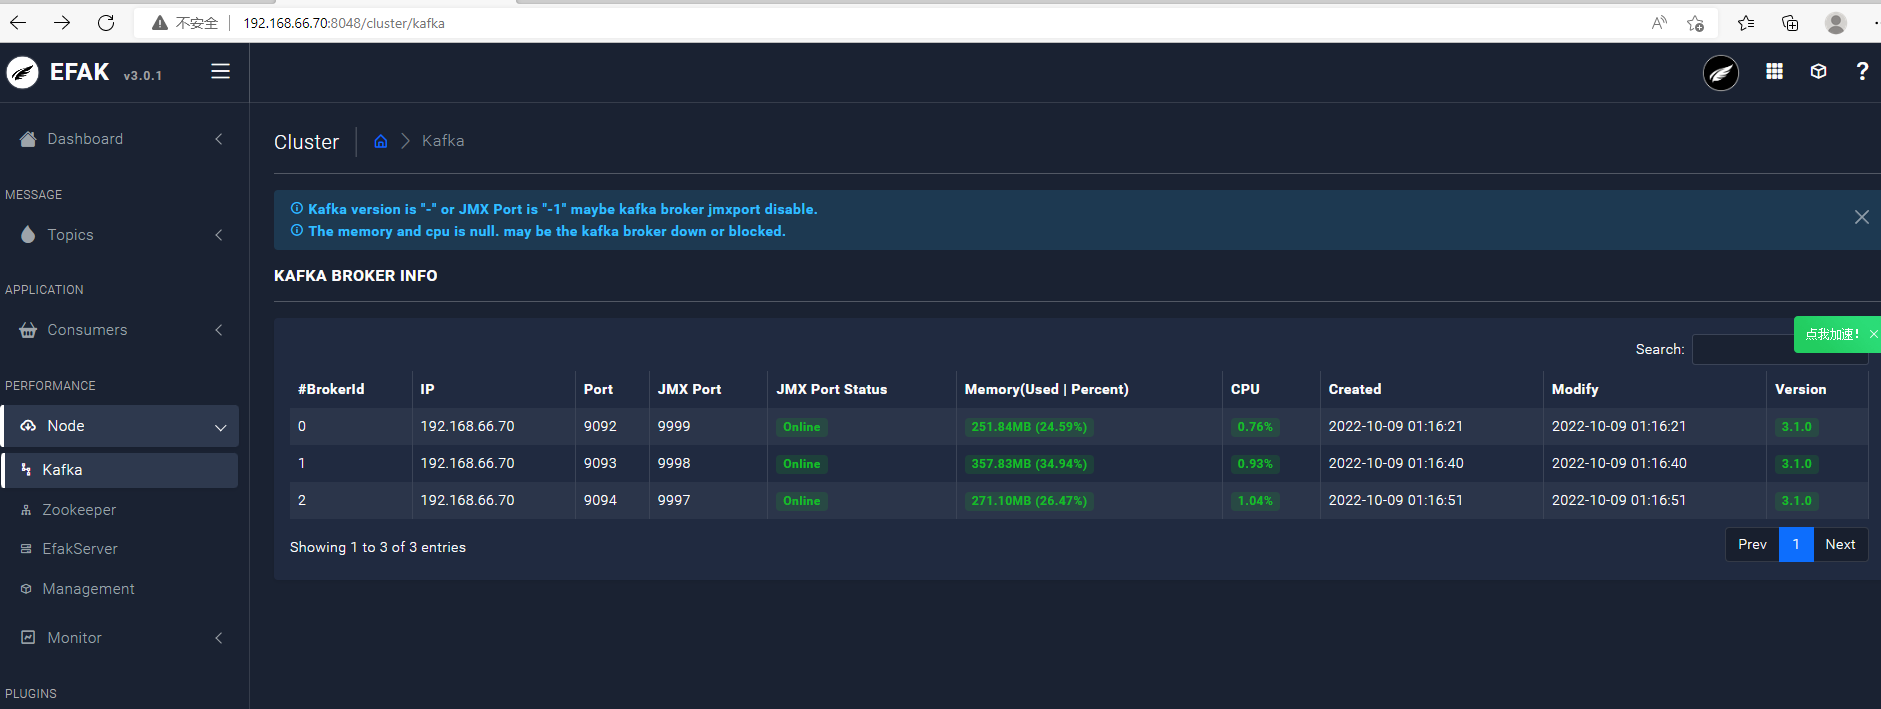 不安全 192.168.66.70:8048/cluster/kafka
EFAK v3.0.1
Dashboard
MESSAGE
Topics
APPLICATION
Consumers
PERFORMANCE
Node
Kafka
Zookeeper
EfakServer
Management
Monitor
PLUGINS
Cluster Kafka
Kafka version is "-" or JMX Port is "-1" maybe kafka broker jmxport disable.
The memory and cpu is null. may be the kafka broker down or blocked.
KAFKA BROKER INFO
点我加速!
Search:
#BrokerId IP Port JMX Port JMX Port Status Memory(Used | Percent) CPU Created Modify Version
0 192.168.66.70 9092 9999 Online 251.84MB (24.59%) 0.76% 2022-10-09 01:16:21 2022-10-09 01:16:21 3.1.0
1 192.168.66.70 9093 9998 Online 357.83MB (34.94%) 0.93% 2022-10-09 01:16:40 2022-10-09 01:16:40 3.1.0
2 192.168.66.70 9094 9997 Online 271.10MB (26.47%) 1.04% 2022-10-09 01:16:51 2022-10-09 01:16:51 3.1.0
Showing 1 to 3 of 3 entries
Prev 1 Next